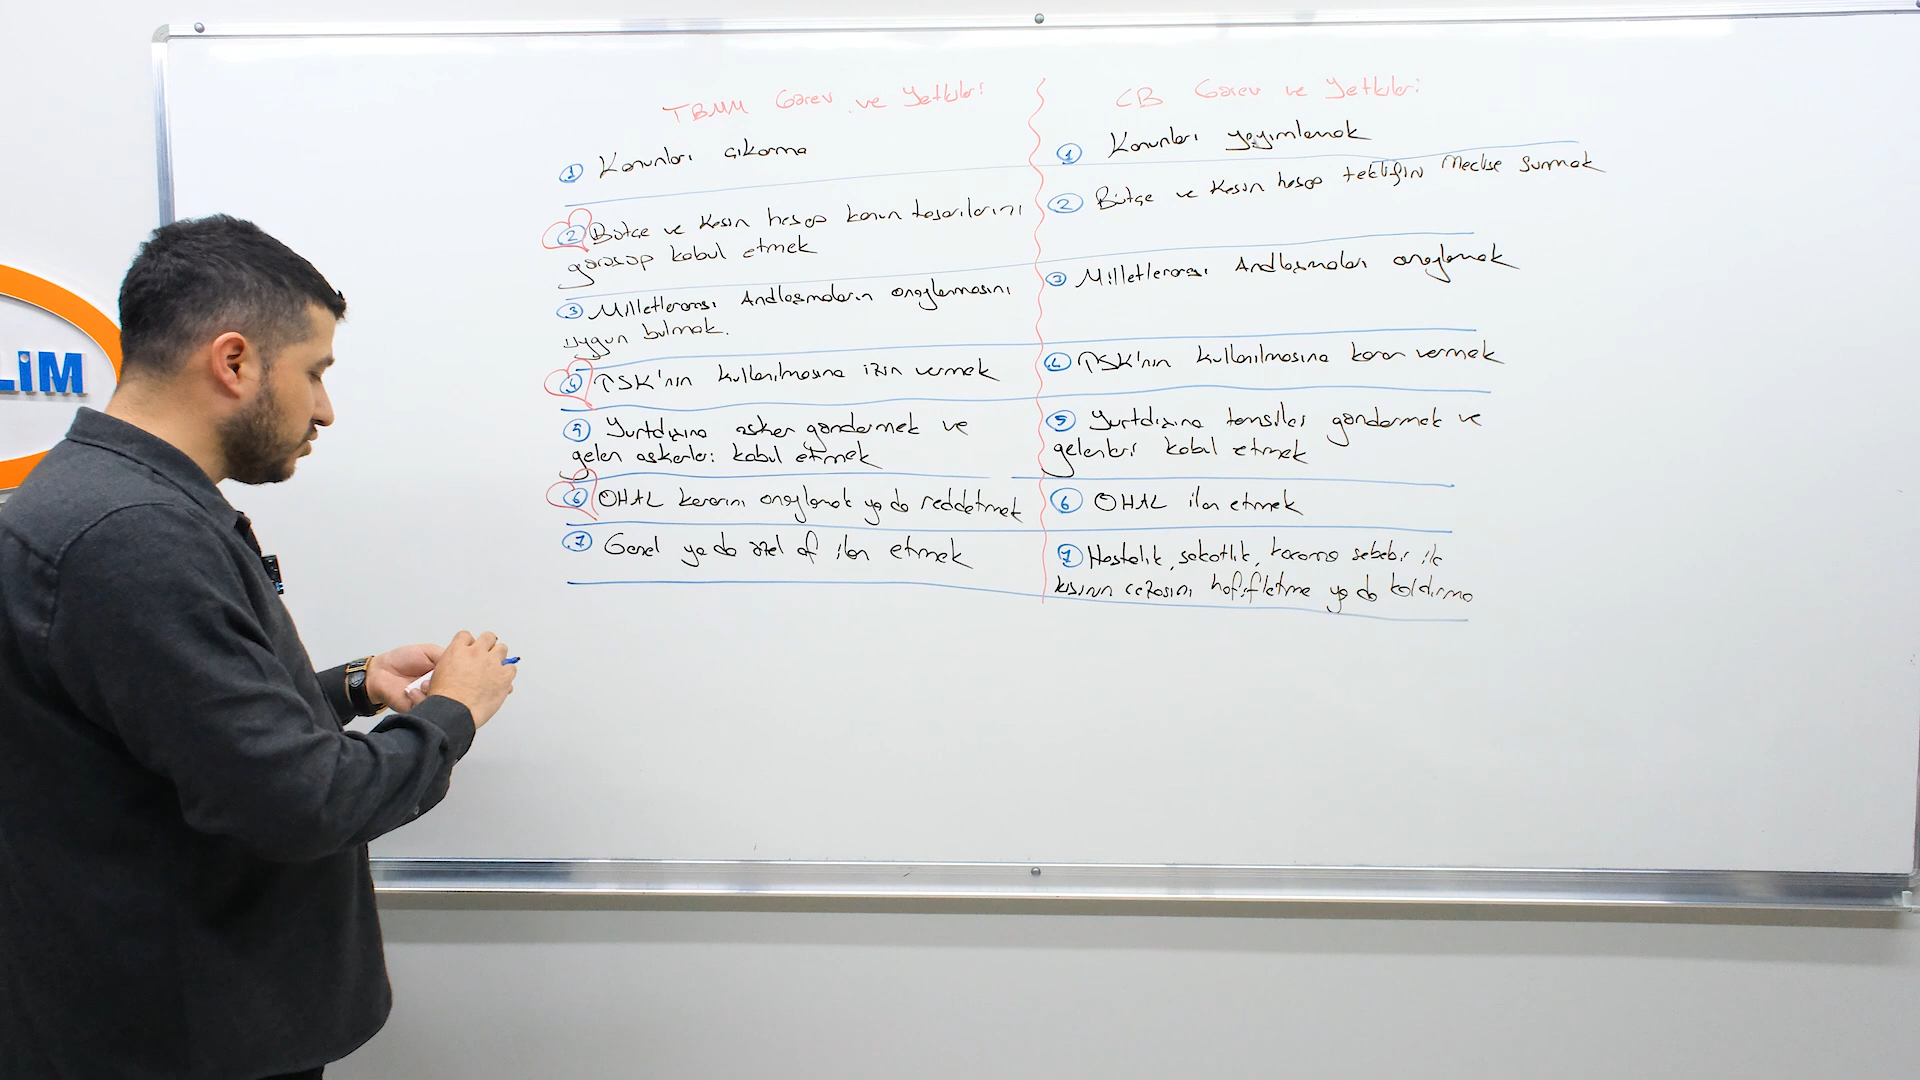 LiM
TBMM Görev ve Yetkileri
① Kanunları çıkarma
② Bütçe ve Kesin hesap kanun tasarılarını
görüşüp kabul etmek
③ Milletlerarası Andlaşmaların onaylamasını
uygun bulmak.
④ TSK'nın kullanılmasına izin vermek
⑤ Yurtdışına asker göndermek ve
gelen askerleri kabul etmek
⑥ OHAL kararını onaylamak ya da reddetmek
⑦ Genel ya da özel af ilan etmek
CB Görev ve Yetkileri
① Kanunları yayımlamak
② Bütçe ve Kesin hesap teklifin Meclise Sunmak
③ Milletlerarası Andlaşmaları onaylamak
④ TSK'nın kullanılmasına karar vermek
⑤ Yurtdışına temsilci göndermek ve
gelenleri kabul etmek
⑥ OHAL ilan etmek
⑦ Hastalık, sakatlık, kocama sebebi ile
kişinin cezasını hafifletme ya da kaldırma